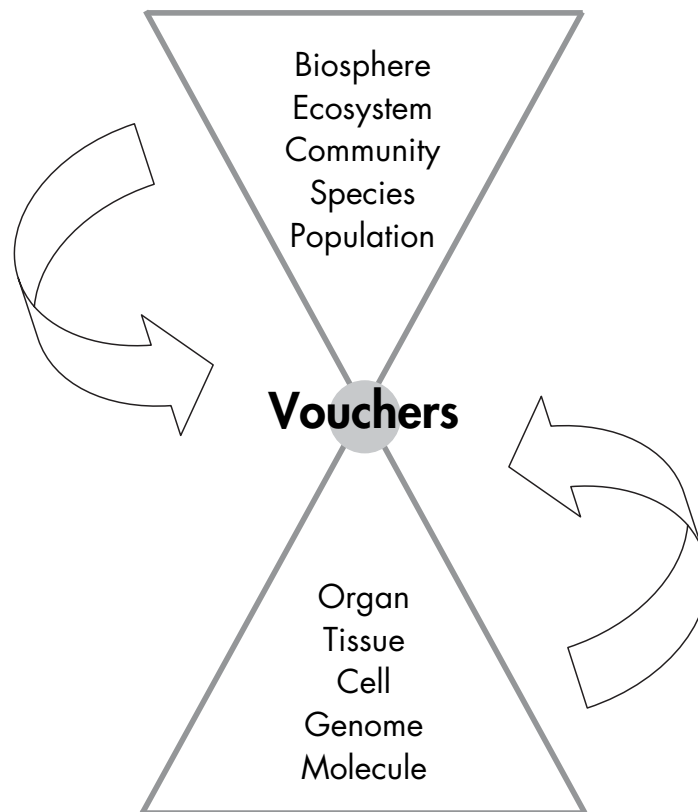 Biosphere
Ecosystem
Community
Species
Population
Vouchers
Organ
Tissue
Cell
Genome
Molecule